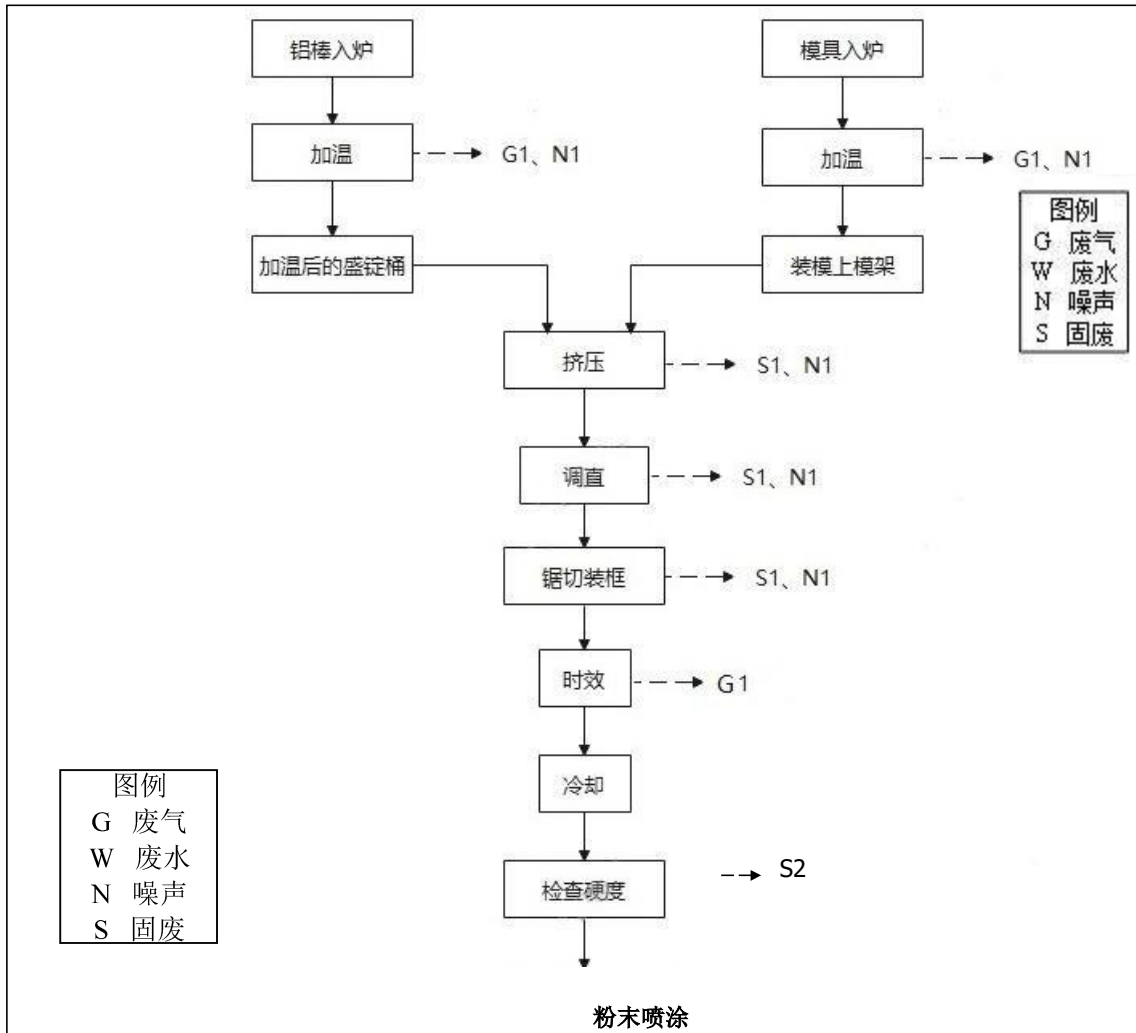 铝棒入炉
模具入炉
加温
G1、N1
加温
G1、N1
加温后的盛锭桶
装模上模架
图例
G 废气
W 废水
N 噪声
S 固废
挤压
S1、N1
调直
S1、N1
锯切装框
S1、N1
时效
G1
冷却
图例
G 废气
W 废水
N 噪声
S 固废
检查硬度
S2
粉末喷涂